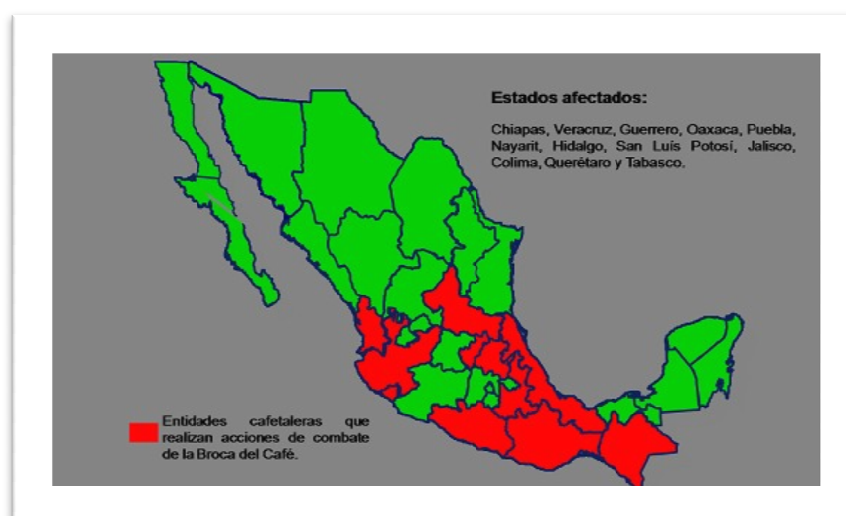 Estados afectados:
Chiapas, Veracruz, Guerrero, Oaxaca, Puebla,
Nayarit, Hidalgo, San Luís Potosí, Jalisco,
Colima, Querétaro y Tabasco.
Entidades cafetaleras que
realizan acciones de combate
de la Broca del Café.